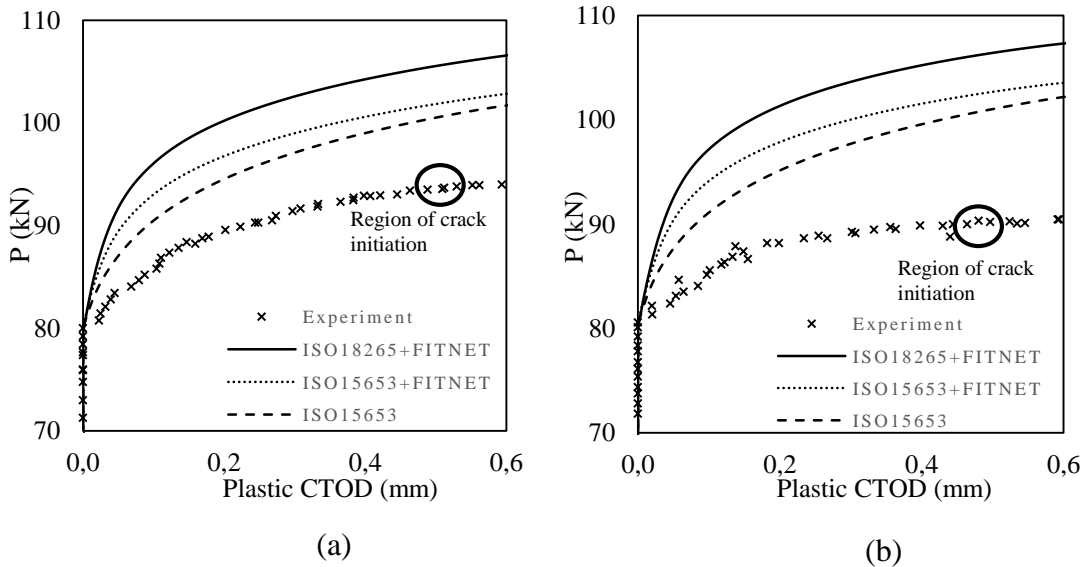 110
100
90
80
70
P (kN)
0,0
0,2
0,4
0,6
Plastic CTOD (mm)
Region of crack
initiation
Experiment
ISO18265+FITNET
ISO15653+FITNET
ISO15653
(a)
110
100
90
80
70
P (kN)
0,0
0,2
0,4
0,6
Plastic CTOD (mm)
Region of crack
initiation
Experiment
ISO18265+FITNET
ISO15653+FITNET
ISO15653
(b)